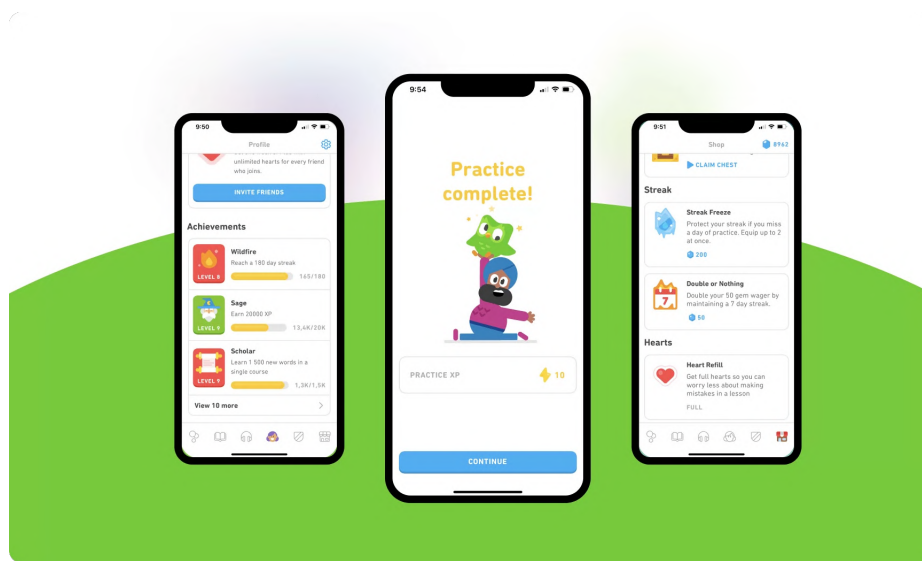 9:50
Profile
unlimited hearts for every friend
who joins.
INVITE FRIENDS
Achievements
Wildfire
Reach a 180 day streak
LEVEL 8
165/180
Sage
Earn 20000 XP
LEVEL 9
13,4K/20K
Scholar
Learn 1 500 new words in a
single course
LEVEL 9
1,3K/1,5K
View 10 more
9:54
Practice
complete!
PRACTICE XP
10
CONTINUE
9:51
Shop
8962
CLAIM CHEST
Streak
Streak Freeze
Protect your streak if you miss
a day of practice. Equip up to 2
at once.
200
Double or Nothing
Double your 50 gem wager by
maintaining a 7 day streak.
7
50
Hearts
Heart Refill
Get full hearts so you can
worry less about making
mistakes in a lesson
FULL